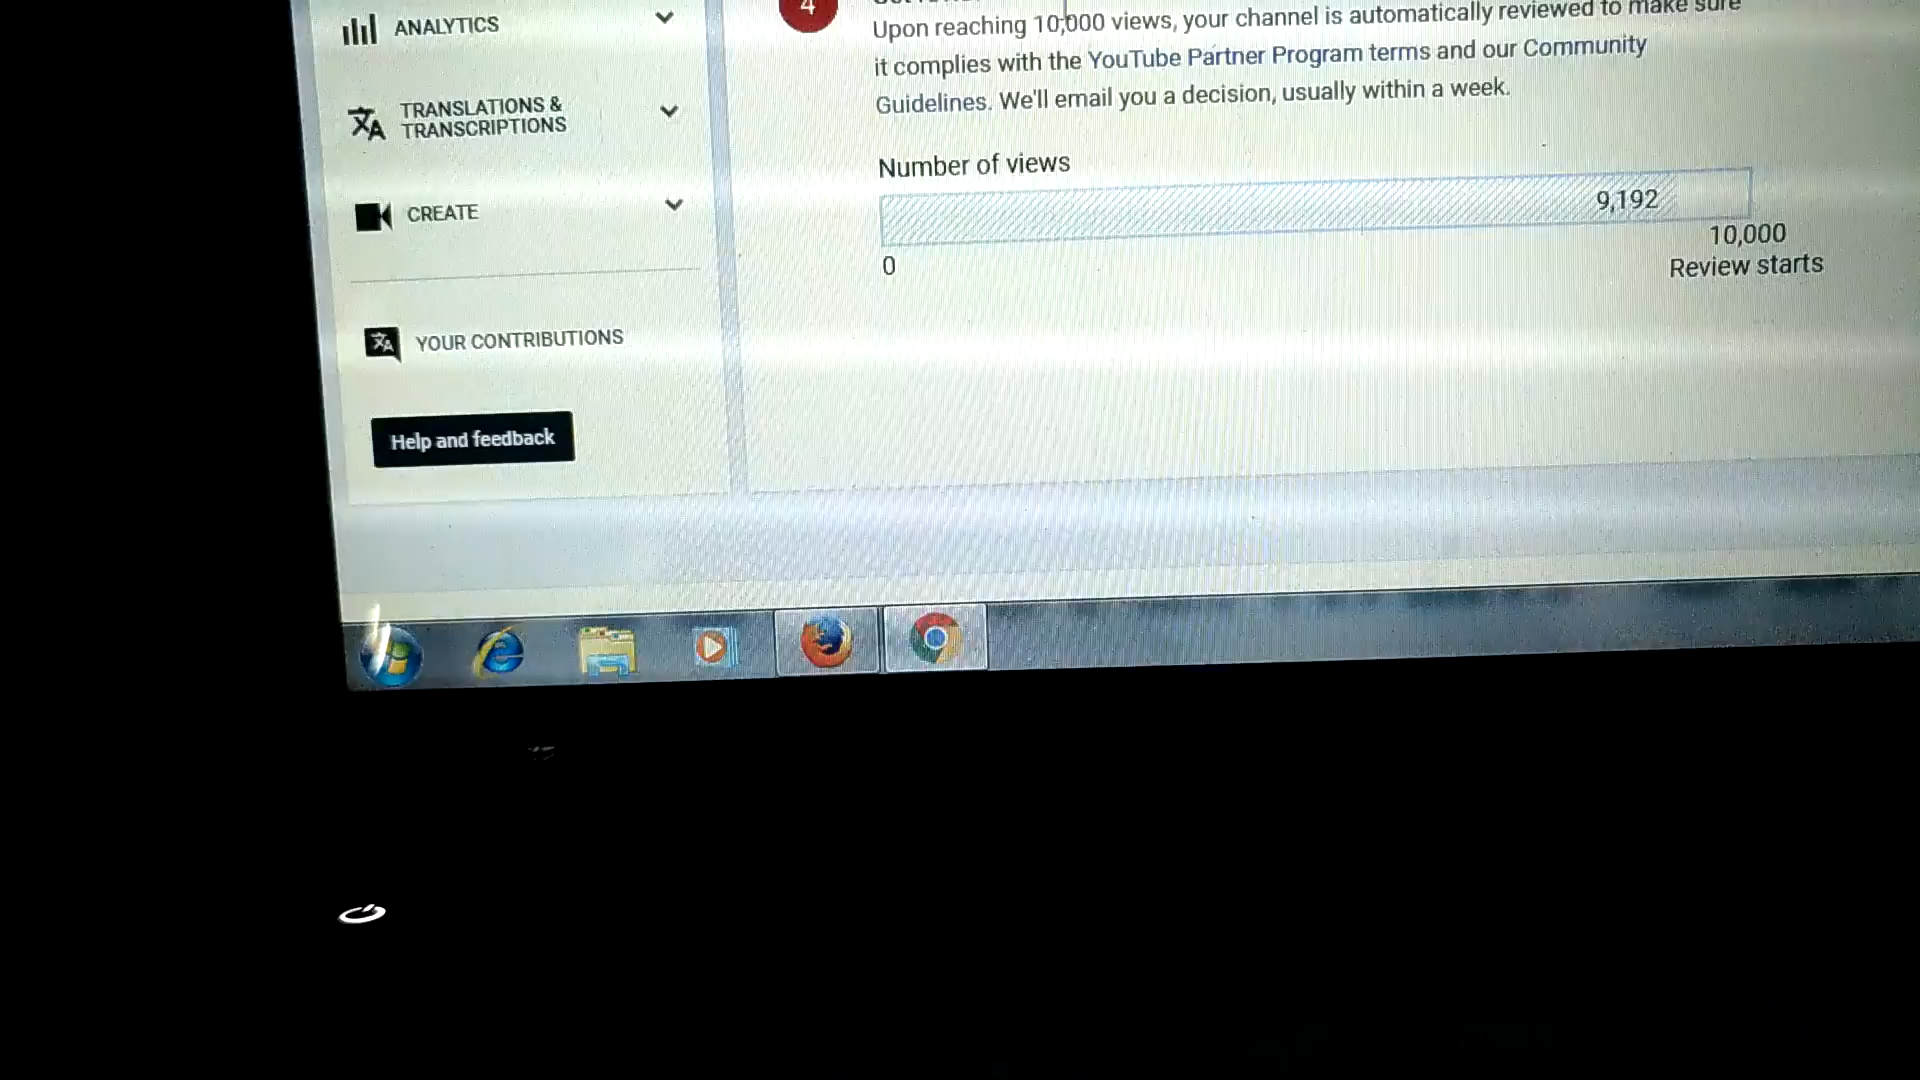 ANALYTICS
TRANSLATIONS &
TRANSCRIPTIONS
CREATE
YOUR CONTRIBUTIONS
Help and feedback
4
Upon reaching 10,000 views, your channel is automatically reviewed to make sure
it complies with the YouTube Partner Program terms and our Community
Guidelines. We'll email you a decision, usually within a week.
Number of views
9,192
0
10,000
Review starts